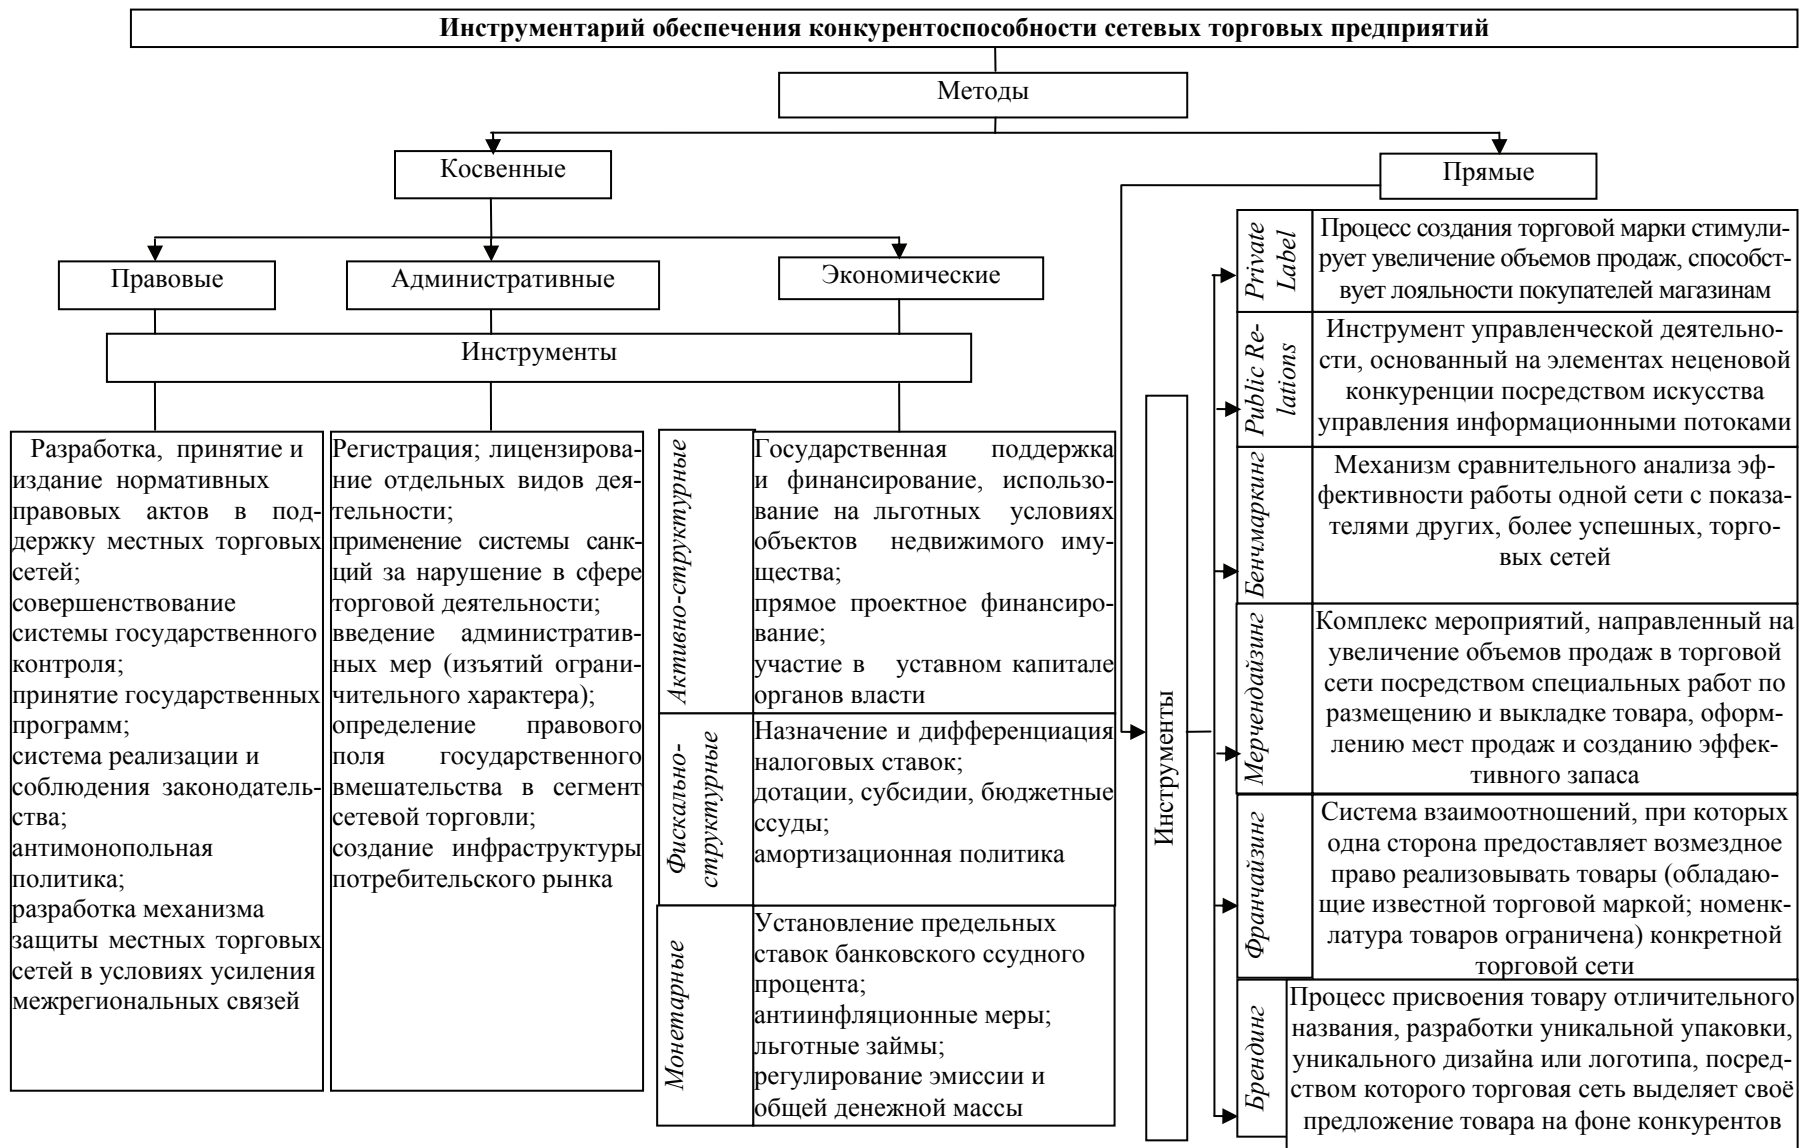 Инструментарий обеспечения конкурентоспособности сетевых торговых предприятий
Методы
Косвенные
Прямые
Правовые
Административные
Экономические
Инструменты
Разработка, принятие и
издание нормативных
правовых актов в под-
держку местных торговых
сетей;
совершенствование
системы государственного
контроля;
принятие государственных
программ;
система реализации и
соблюдения законодатель-
ства;
антимонопольная
политика;
разработка механизма
защиты местных торговых
сетей в условиях усиления
межрегиональных связей
Регистрация; лицензирова-
ние отдельных видов дея-
тельности;
применение системы санк-
ций за нарушение в сфере
торговой деятельности;
введение административ-
ных мер (изъятий ограни-
чительного характера);
определение правового
поля государственного
вмешательства в сегмент
сетевой торговли;
создание инфраструктуры
потребительского рынка
Активно-структурные
Государственная поддержка
и финансирование, использо-
вание на льготных условиях
объектов недвижимого иму-
щества;
прямое проектное финансиро-
вание;
участие в уставном капитале
органов власти
Фискально-
структурные
Назначение и дифференциация
налоговых ставок;
дотации, субсидии, бюджетные
ссуды;
амортизационная политика
Монетарные
Установление предельных
ставок банковского ссудного
процента;
антиинфляционные меры;
льготные займы;
регулирование эмиссии и
общей денежной массы
Инструменты
Private
Label
Процесс создания торговой марки стимули-
рует увеличение объемов продаж, способст-
вует лояльности покупателей магазинам
Public Re-
lations
Инструмент управленческой деятельно-
сти, основанный на элементах неценовой
конкуренции посредством искусства
управления информационными потоками
Бенчмаркинг
Механизм сравнительного анализа эф-
фективности работы одной сети с показа-
телями других, более успешных, торго-
вых сетей
Мерчендайзинг
Комплекс мероприятий, направленный на
увеличение объемов продаж в торговой
сети посредством специальных работ по
размещению и выкладке товара, оформ-
лению мест продаж и созданию эффек-
тивного запаса
Франчайзинг
Система взаимоотношений, при которых
одна сторона предоставляет возмездное
право реализовывать товары (обладаю-
щие известной торговой маркой; номенк-
латура товаров ограничена) конкретной
торговой сети
Брендинг
Процесс присвоения товару отличительного
названия, разработки уникальной упаковки,
уникального дизайна или логотипа, посред-
ством которого торговая сеть выделяет своё
предложение товара на фоне конкурентов